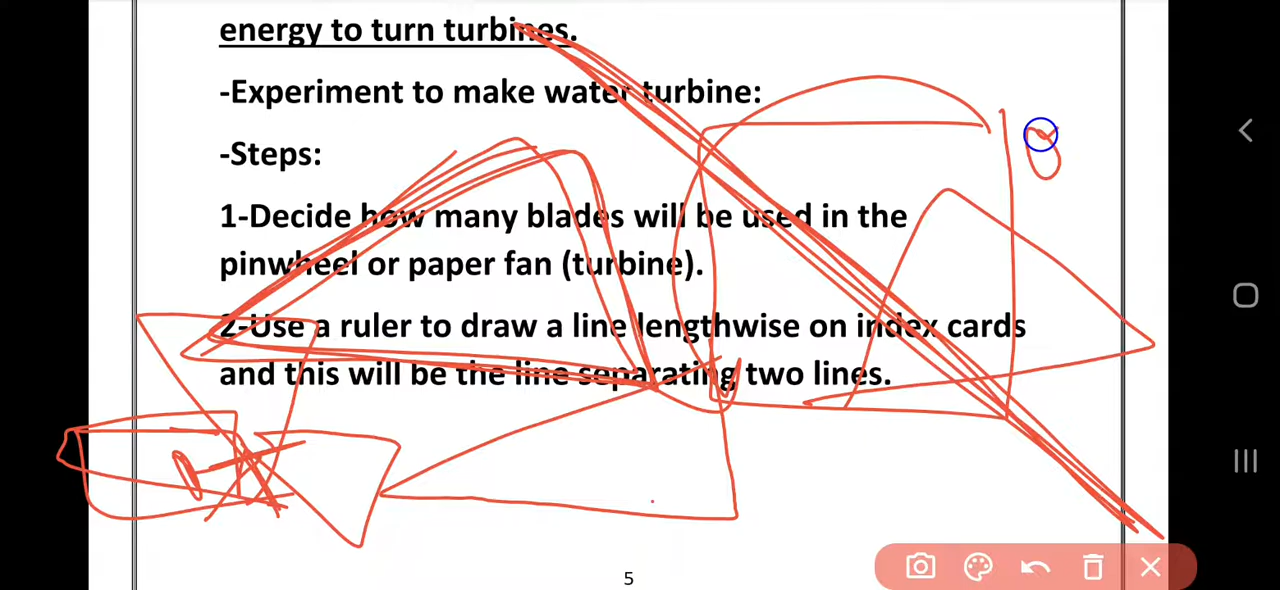 energy to turn turbines.
-Experiment to make water turbine:
-Steps:
1-Decide how many blades will be used in the
pinwheel or paper fan (turbine).
2-Use a ruler to draw a line lengthwise on index cards
and this will be the line separating two lines.
5